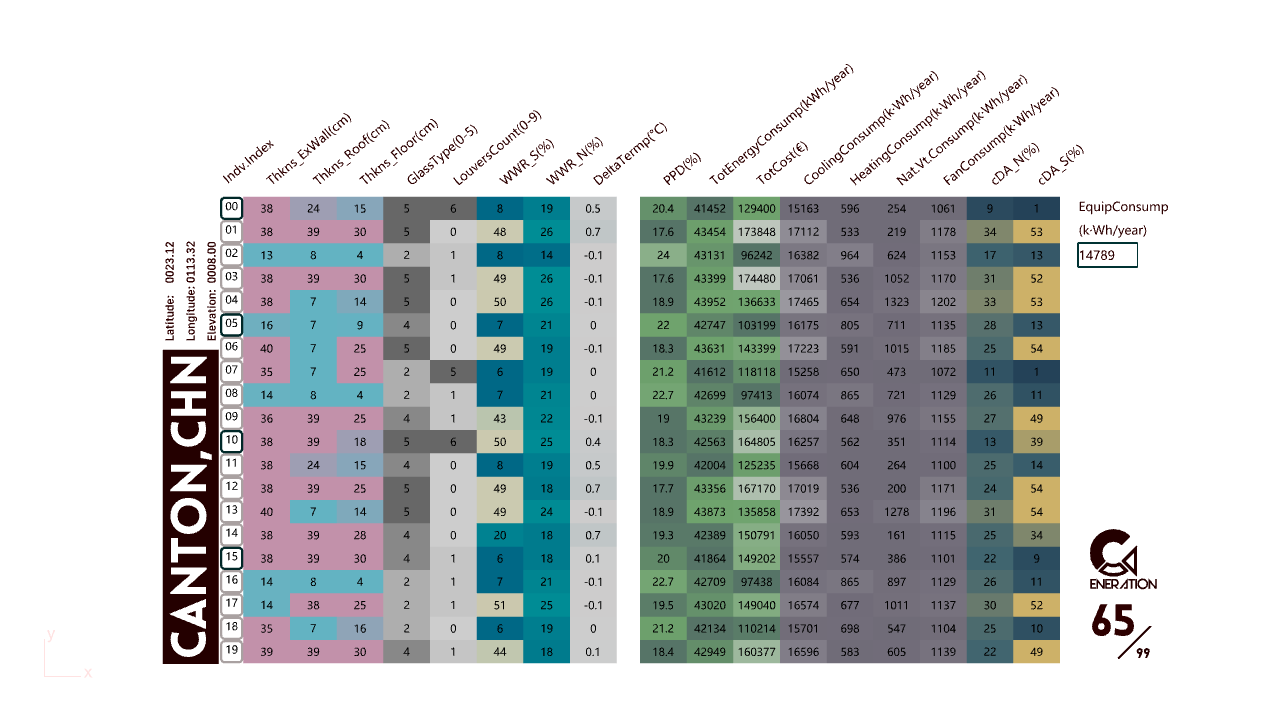 Indv.Index Thkns_ExWall(cm) Thkns_Roof(cm) Thkns_Floor(cm) GlassType(0-5) LouversCount(0-9) WWR_S(%) WWR_N(%) DeltaTermp(°C) PPD(%) TotEnergyConsump(kWh/year) TotCost(€) CoolingConsump(k·Wh/year) HeatingConsump(k·Wh/year) Nat.Vt.Consump(k·Wh/year) FanConsump(k·Wh/year) cDA_N(%) cDA_S(%)
00 38 24 15 5 6 8 19 0.5 20.4 41452 129400 15163 596 254 1061 9 1
01 38 39 30 5 0 48 26 0.7 17.6 43454 173848 17112 533 219 1178 34 53
02 13 8 4 2 1 8 14 -0.1 24 43131 96242 16382 964 624 1153 17 13
03 38 39 30 5 1 49 26 -0.1 17.6 43399 174480 17061 536 1052 1170 31 52
04 38 7 14 5 0 50 26 -0.1 18.9 43952 136633 17465 654 1323 1202 33 53
05 16 7 9 4 0 7 21 0 22 42747 103199 16175 805 711 1135 28 13
06 40 7 25 5 0 49 19 -0.1 18.3 43631 143399 17223 591 1015 1185 25 54
07 35 7 25 2 5 6 19 0 21.2 41612 118118 15258 650 473 1072 11 1
08 14 8 4 2 1 7 21 0 22.7 42699 97413 16074 865 721 1129 26 11
09 36 39 25 4 1 43 22 -0.1 19 43239 156400 16804 648 976 1155 27 49
10 38 39 18 5 6 50 25 0.4 18.3 42563 164805 16257 562 351 1114 13 39
11 38 24 15 4 0 8 19 0.5 19.9 42004 125235 15668 604 264 1100 25 14
12 38 39 25 5 0 49 18 0.7 17.7 43356 167170 17019 536 200 1171 24 54
13 40 7 14 5 0 49 24 -0.1 18.9 43873 135858 17392 653 1278 1196 31 54
14 38 39 28 4 0 20 18 0.7 19.3 42389 150791 16050 593 161 1115 25 34
15 38 39 30 4 1 6 18 0.1 20 41864 149202 15557 574 386 1101 22 9
16 14 8 4 2 1 7 21 -0.1 22.7 42709 97438 16084 865 897 1129 26 11
17 14 38 25 2 1 51 25 -0.1 19.5 43020 149040 16574 677 1011 1137 30 52
18 35 7 16 2 0 6 19 0 21.2 42134 110214 15701 698 547 1104 25 10
19 39 39 30 4 1 44 18 0.1 18.4 42949 160377 16596 583 605 1139 22 49
Latitude: 0023.12
Longitude: 0113.32
Elevation: 0008.00
CANTON,CHN
EquipConsump
(k·Wh/year)
14789
ENERATION
65/99
y
x